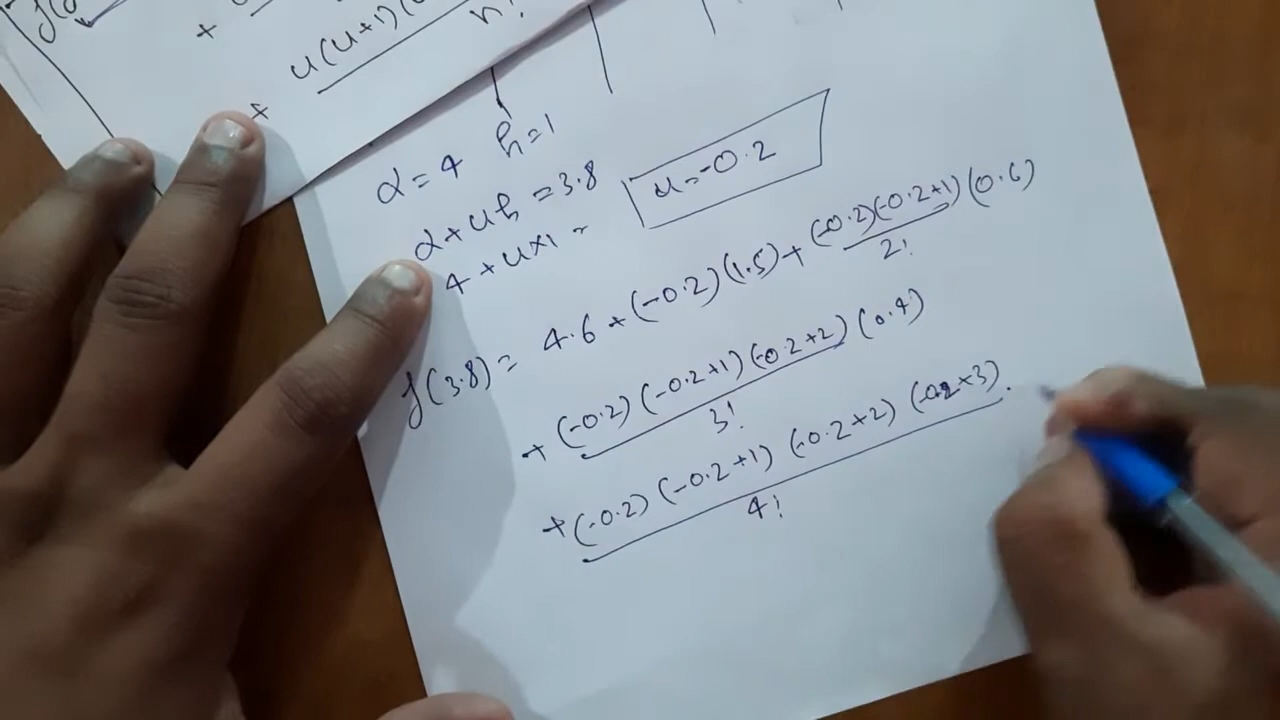 +
+ u(u+1)( n!
α = 4 h = 1
α + uh = 3.8
4 + u×1 =
u = -0.2
f(3.8) = 4.6 + (-0.2)(1.5) + (-0.2)(-0.2+1)(0.6) 2!
+ (-0.2)(-0.2+1)(-0.2+2)(0.4) 3!
+ (-0.2)(-0.2+1)(-0.2+2)(-0.2+3). 4!